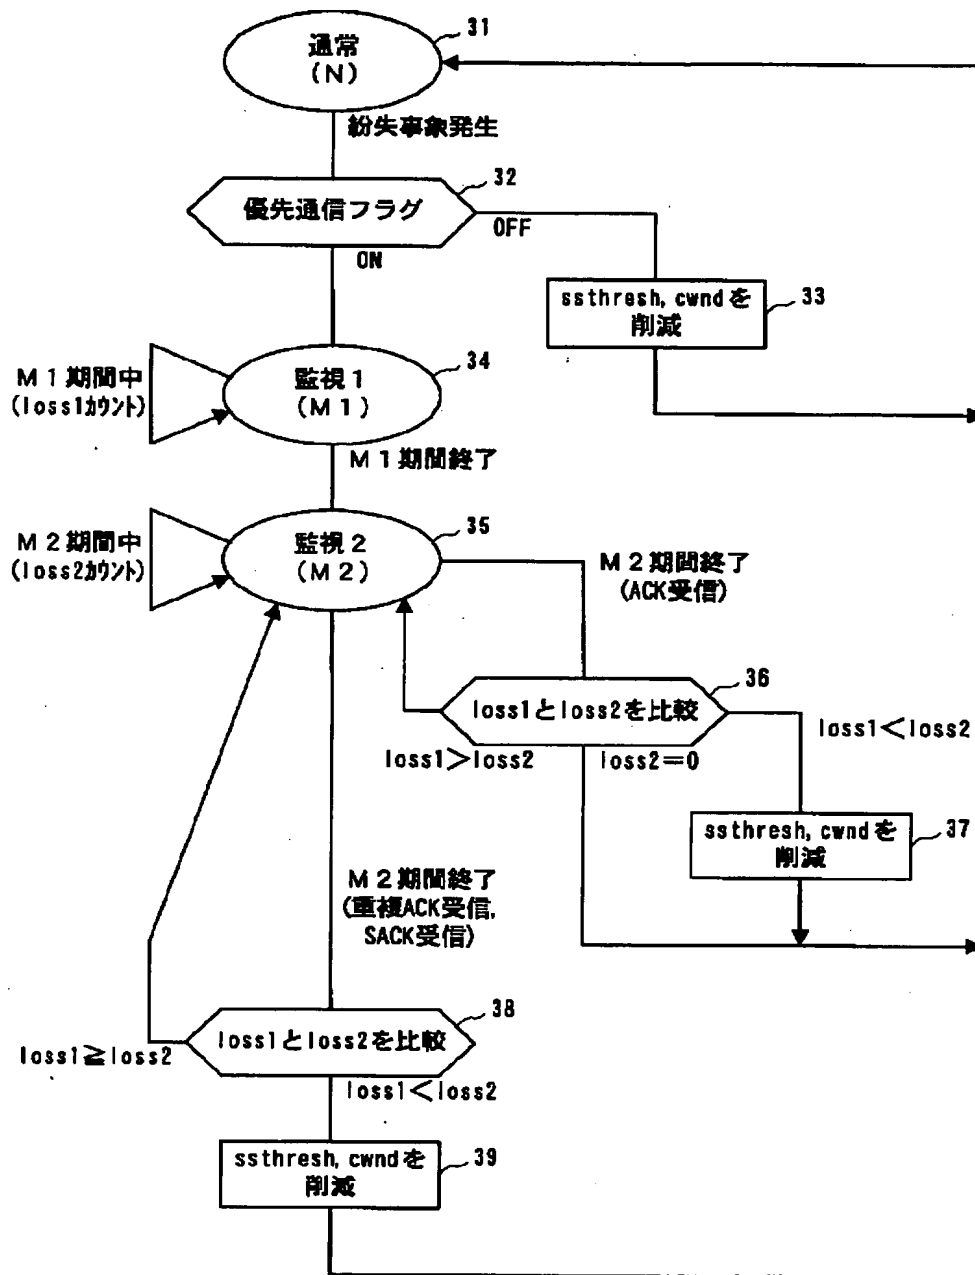 31
通常
(N)
紛失事象発生
32
優先通信フラグ
OFF
ON
ssthresh, cwndを
削減
33
34
監視1
(M1)
M1期間中
(loss1カウント)
M1期間終了
35
監視2
(M2)
M2期間中
(loss2カウント)
M2期間終了
(ACK受信)
36
loss1とloss2を比較
loss1<loss2
loss1>loss2
loss2=0
ssthresh, cwndを
削減
37
M2期間終了
(重複ACK受信,
SACK受信)
38
loss1とloss2を比較
loss1≧loss2
loss1<loss2
ssthresh, cwndを
削減
39